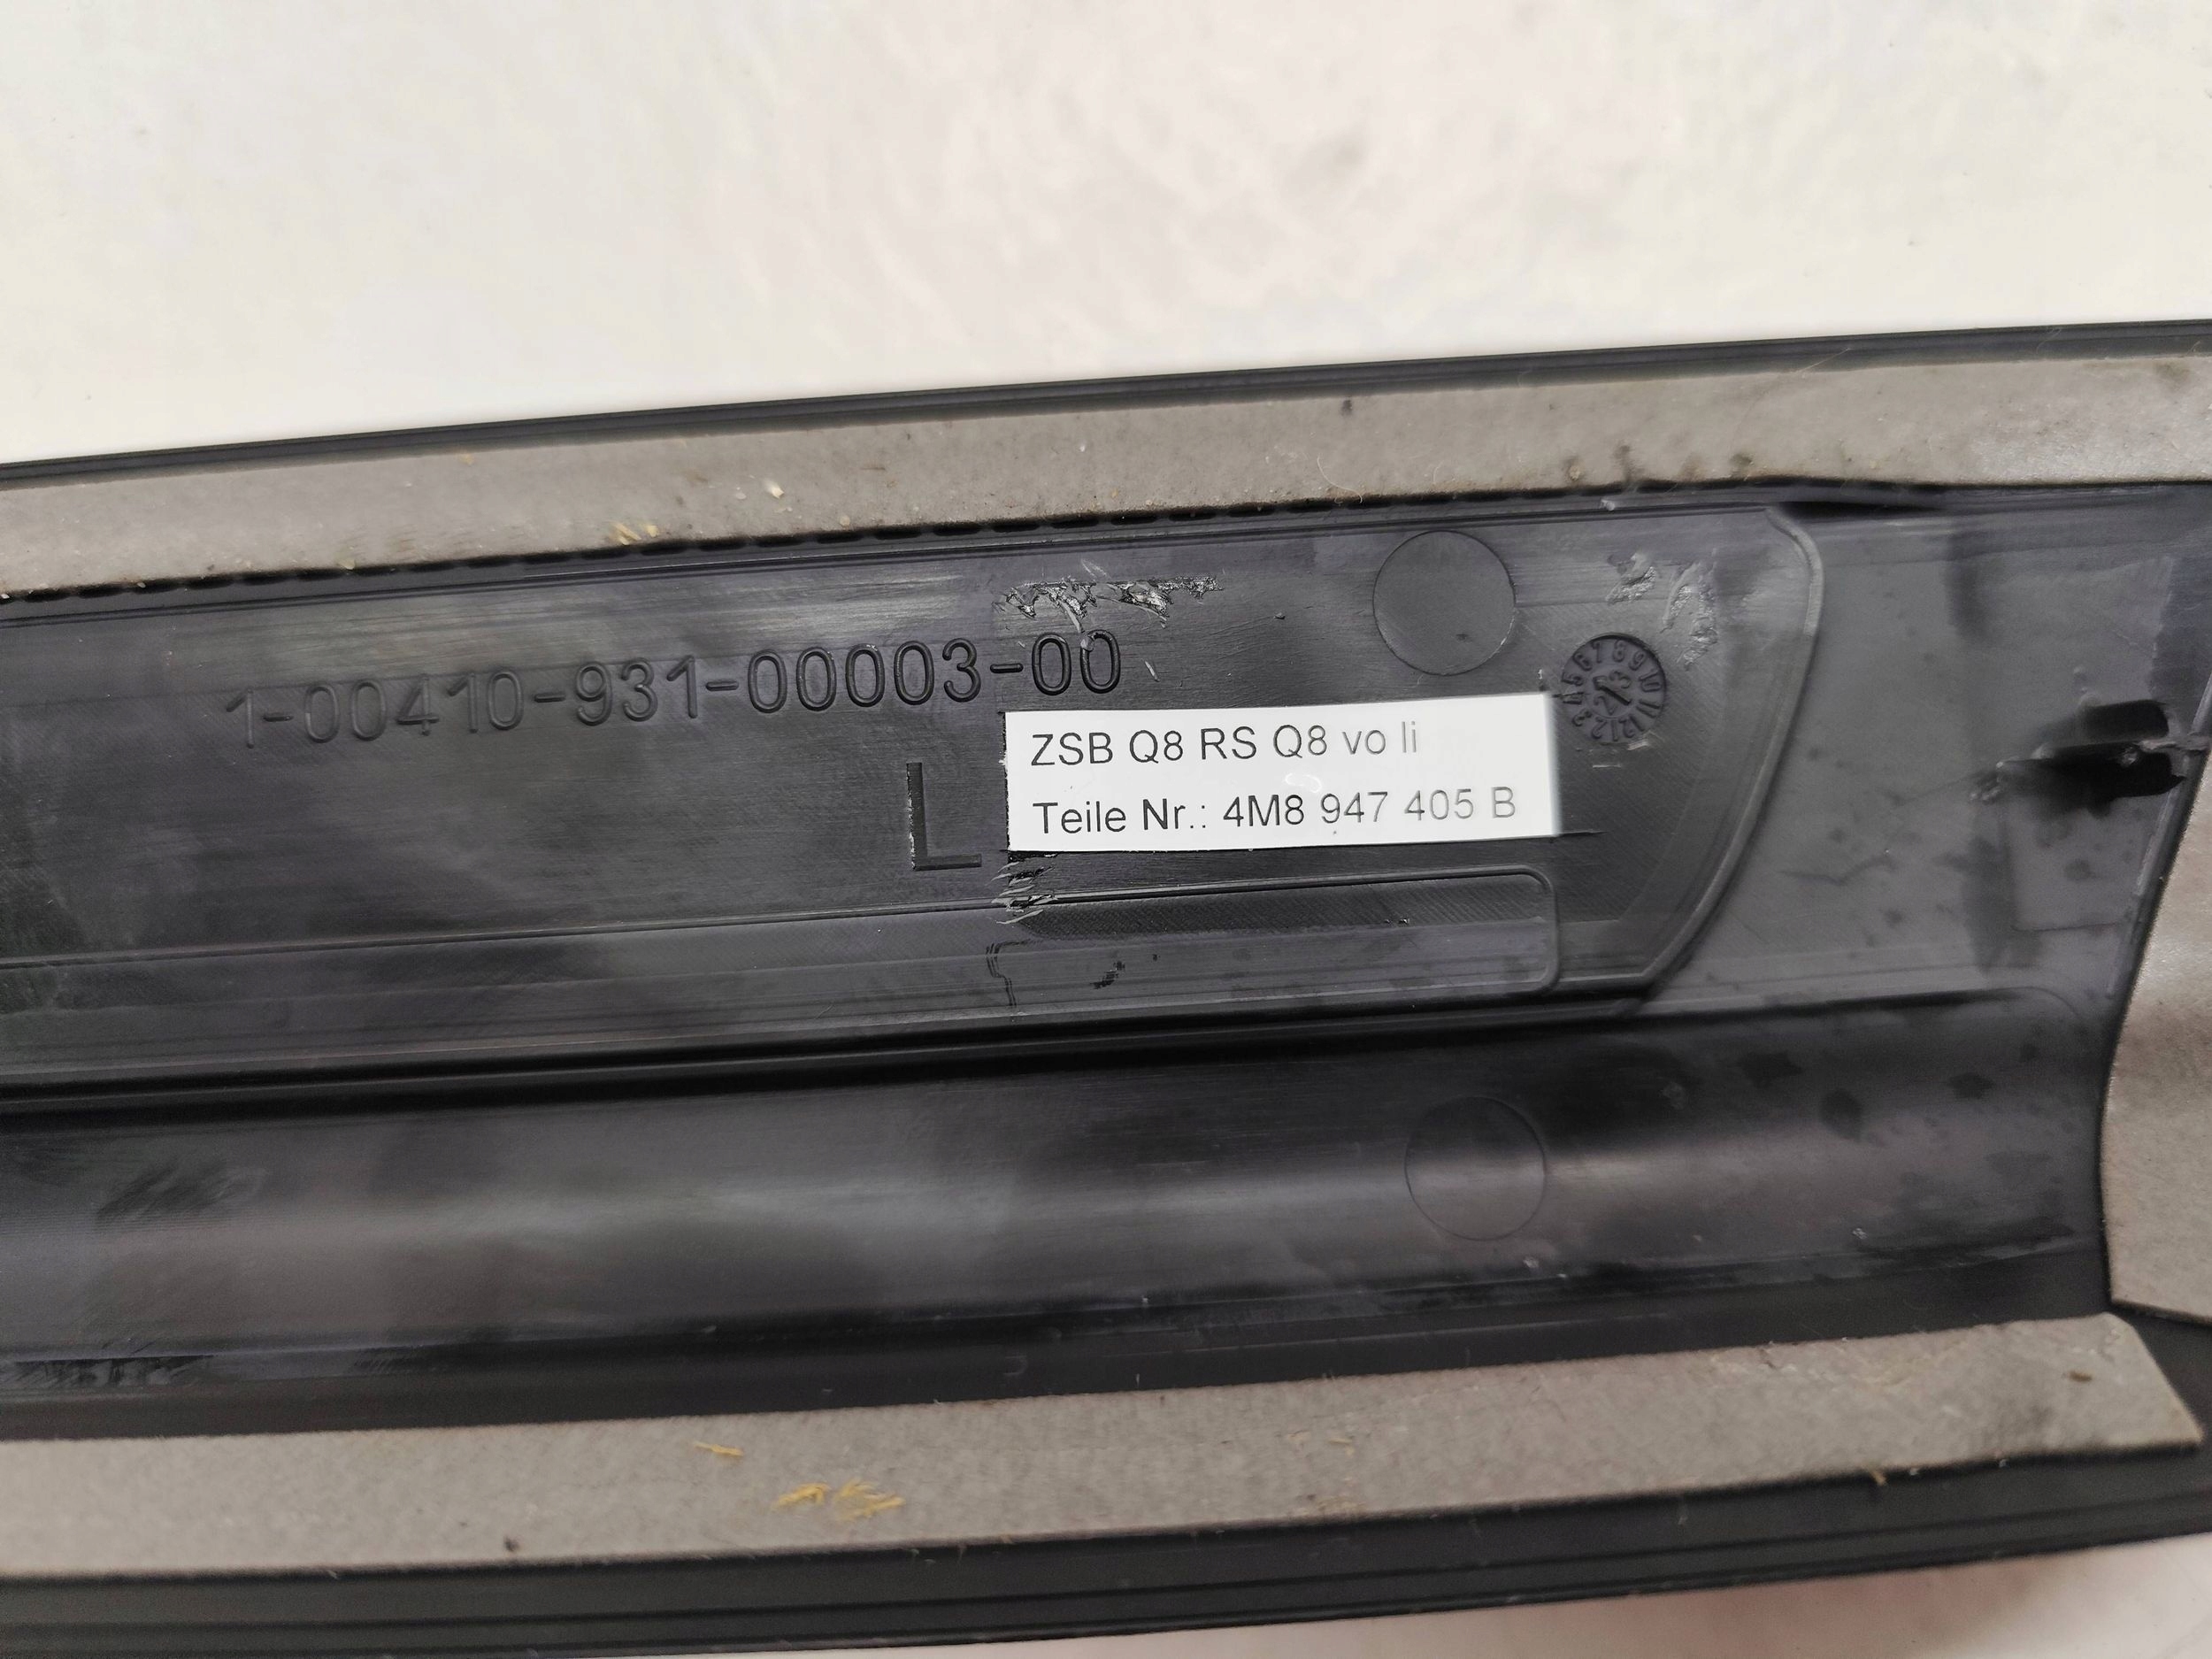 1-00410-931-00003-00
L
ZSB Q8 RS Q8 vo li
Teile Nr.: 4M8 947 405 B